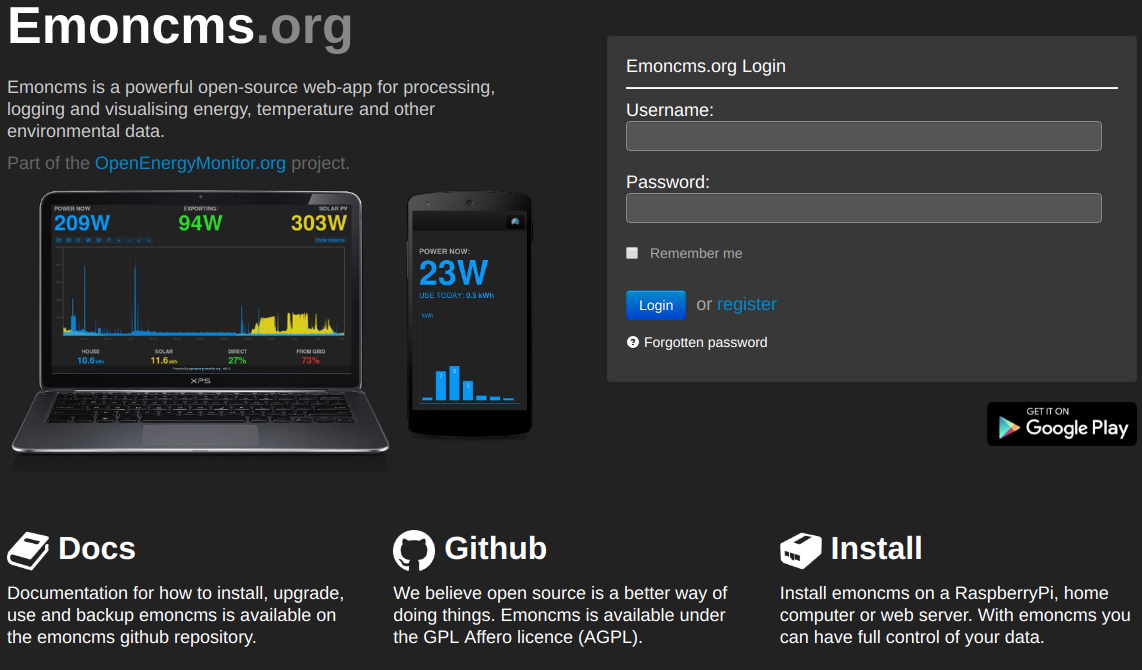 Emoncms.org
Emoncms is a powerful open-source web-app for processing,
logging and visualising energy, temperature and other
environmental data.
Part of the OpenEnergyMonitor.org project.
POWER NOW EXPORTING: SOLAR PV
209W 94W 303W
HOUSE SOLAR DIRECT FROM GRID
10.6 kWh 11.6 kWh 27% 73%
XPS
POWER NOW:
23W
USE TODAY: 0.5 kWh
kWh
Emoncms.org Login
Username:
Password:
Remember me
Login or register
Forgotten password
GET IT ON
Google Play
Docs
Documentation for how to install, upgrade,
use and backup emoncms is available on
the emoncms github repository.
Github
We believe open source is a better way of
doing things. Emoncms is available under
the GPL Affero licence (AGPL).
Install
Install emoncms on a RaspberryPi, home
computer or web server. With emoncms you
can have full control of your data.